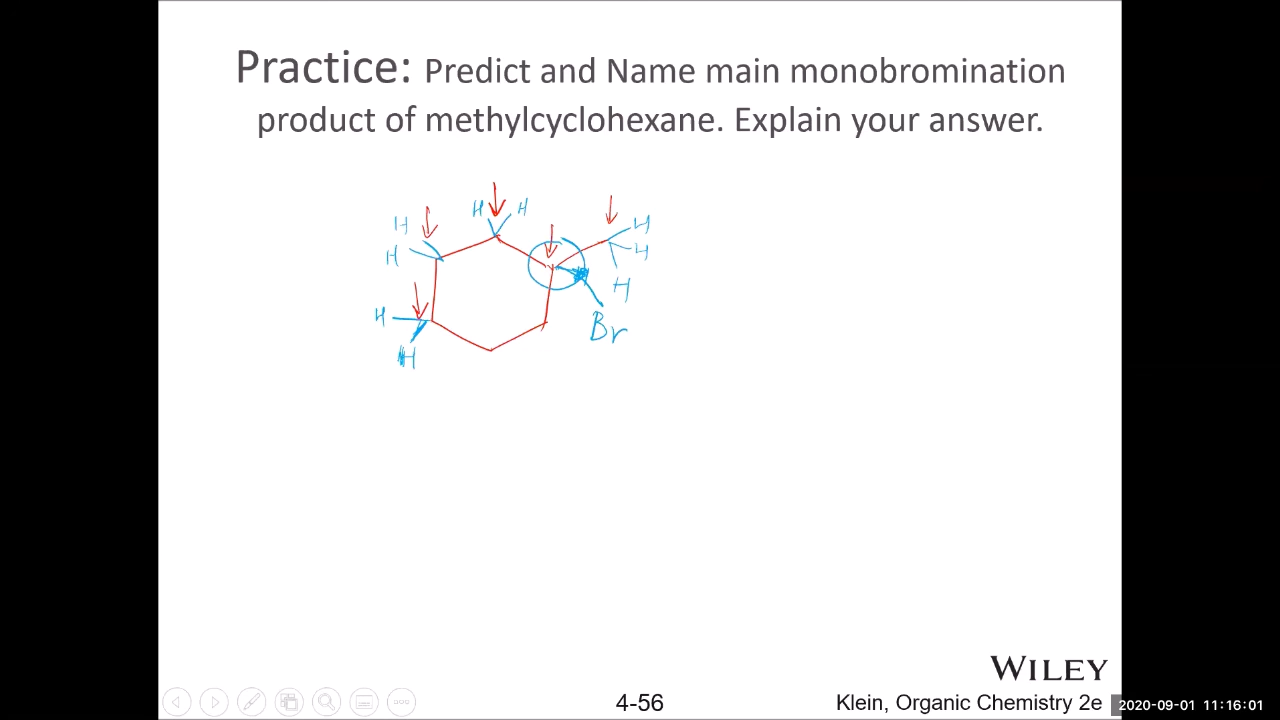 Practice: Predict and Name main monobromination
product of methylcyclohexane. Explain your answer.
H H
H H
H H
H
H
H
Br
H
WILEY
4-56 Klein, Organic Chemistry 2e 2020-09-01 11:16:01